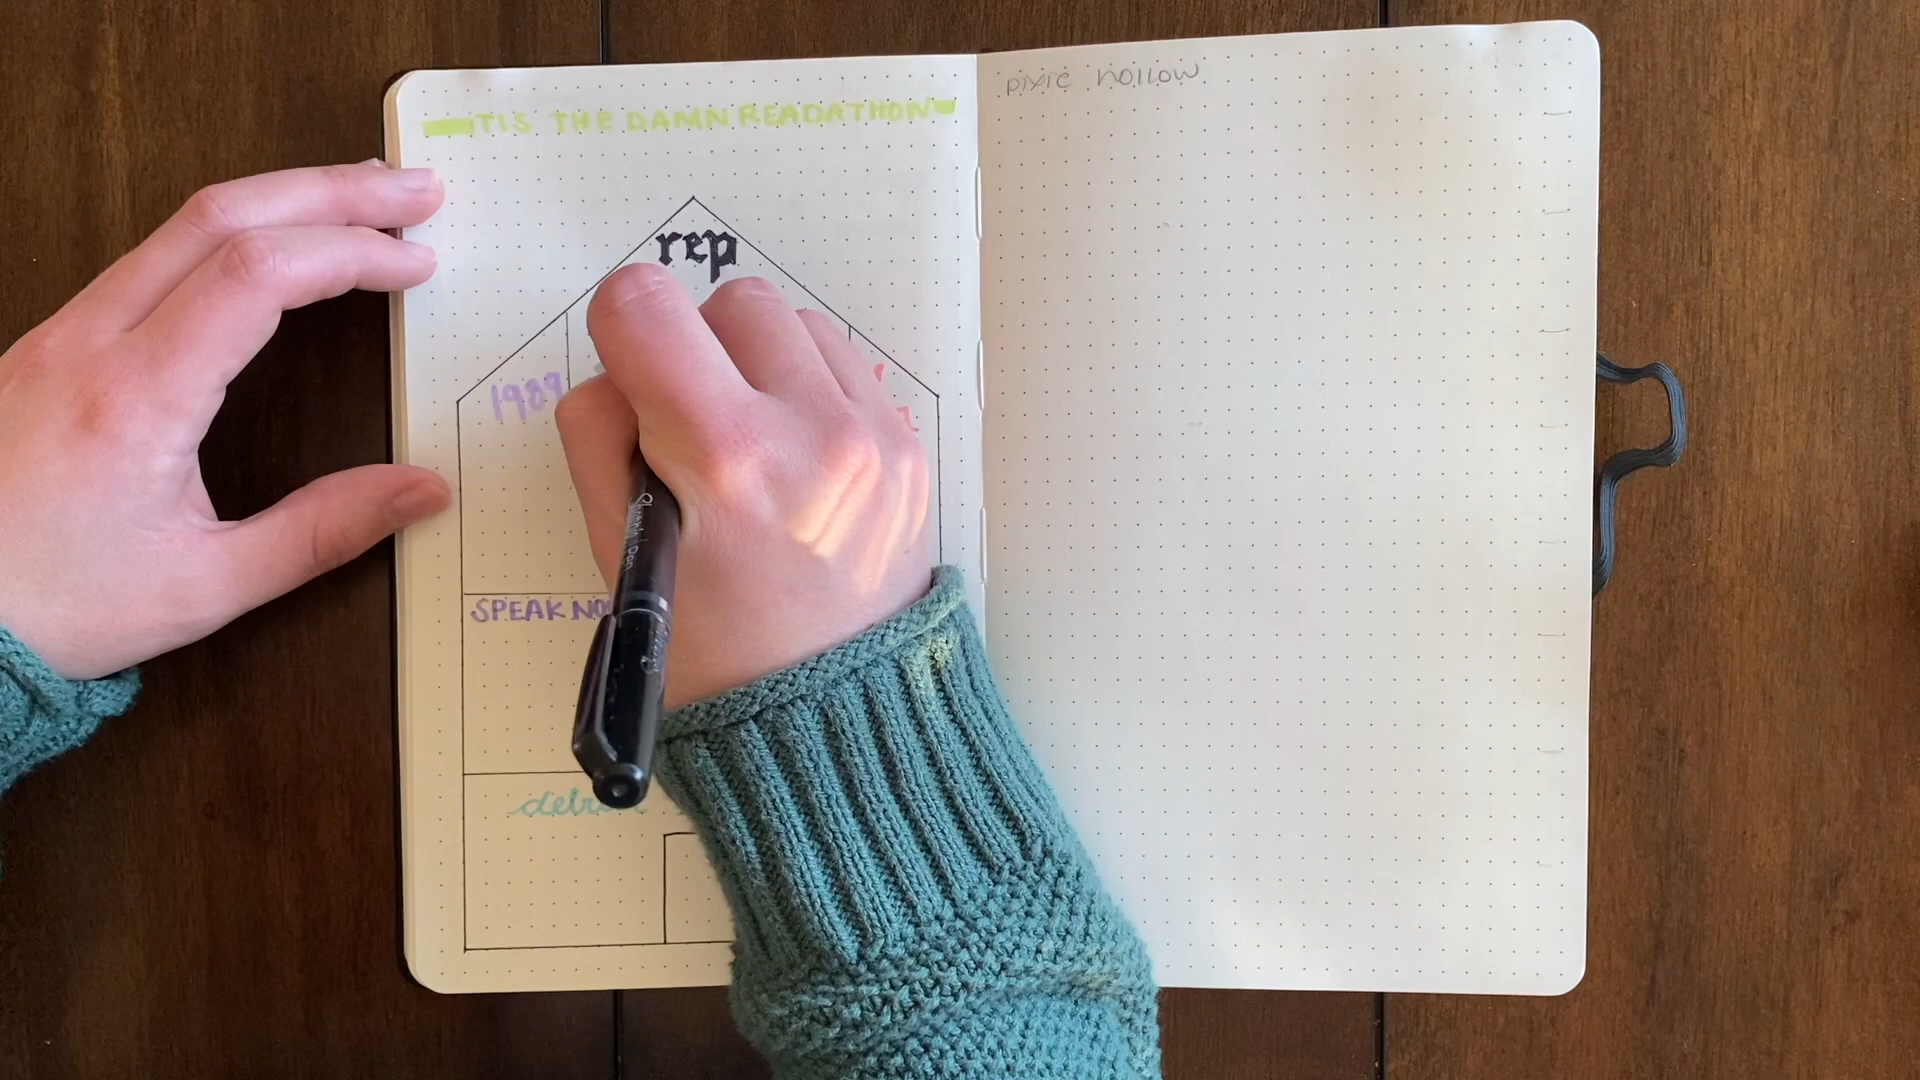 TIS THE DAMN READATHON
pixie hollow
rep
1989
Sharpie Pen
SPEAK NO